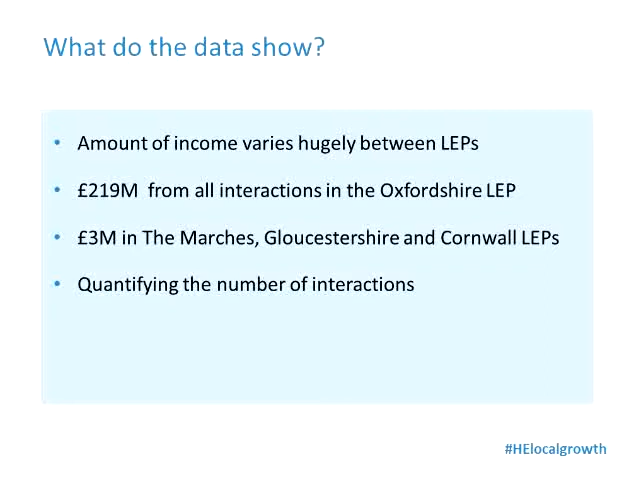 What do the data show?
• Amount of income varies hugely between LEPs
• £219M from all interactions in the Oxfordshire LEP
• £3M in The Marches, Gloucestershire and Cornwall LEPs
• Quantifying the number of interactions
#HElocalgrowth